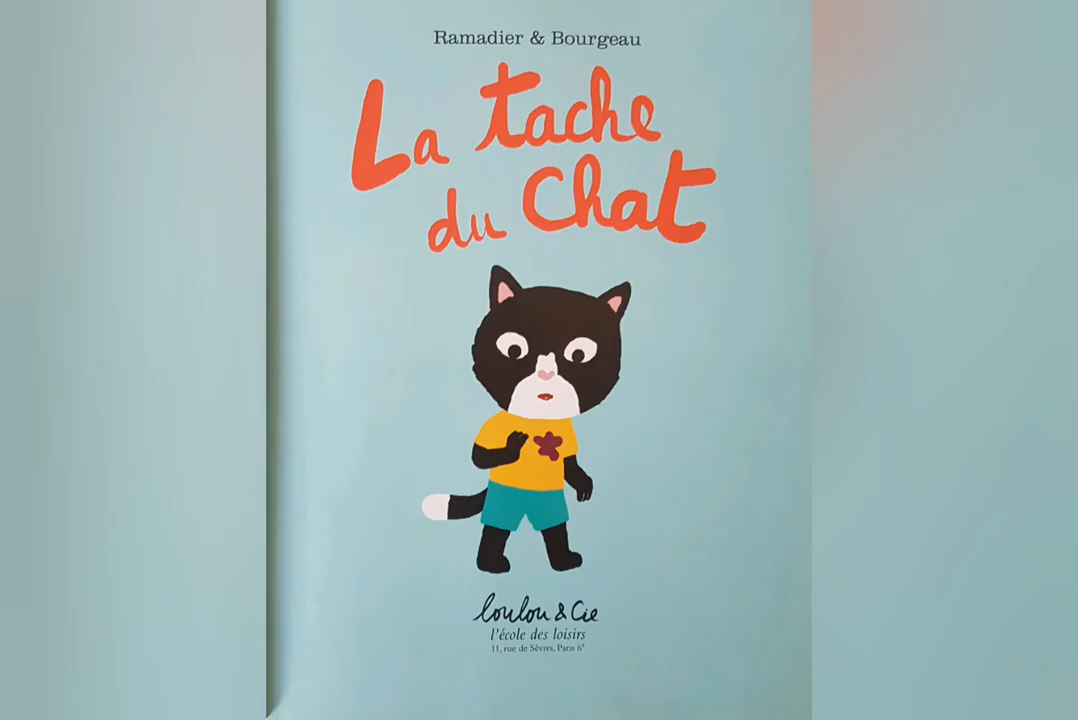 Ramadier & Bourgeau
La tache
du Chat
loulou & Cie
l'école des loisirs
11, rue de Sèvres, Paris 6e